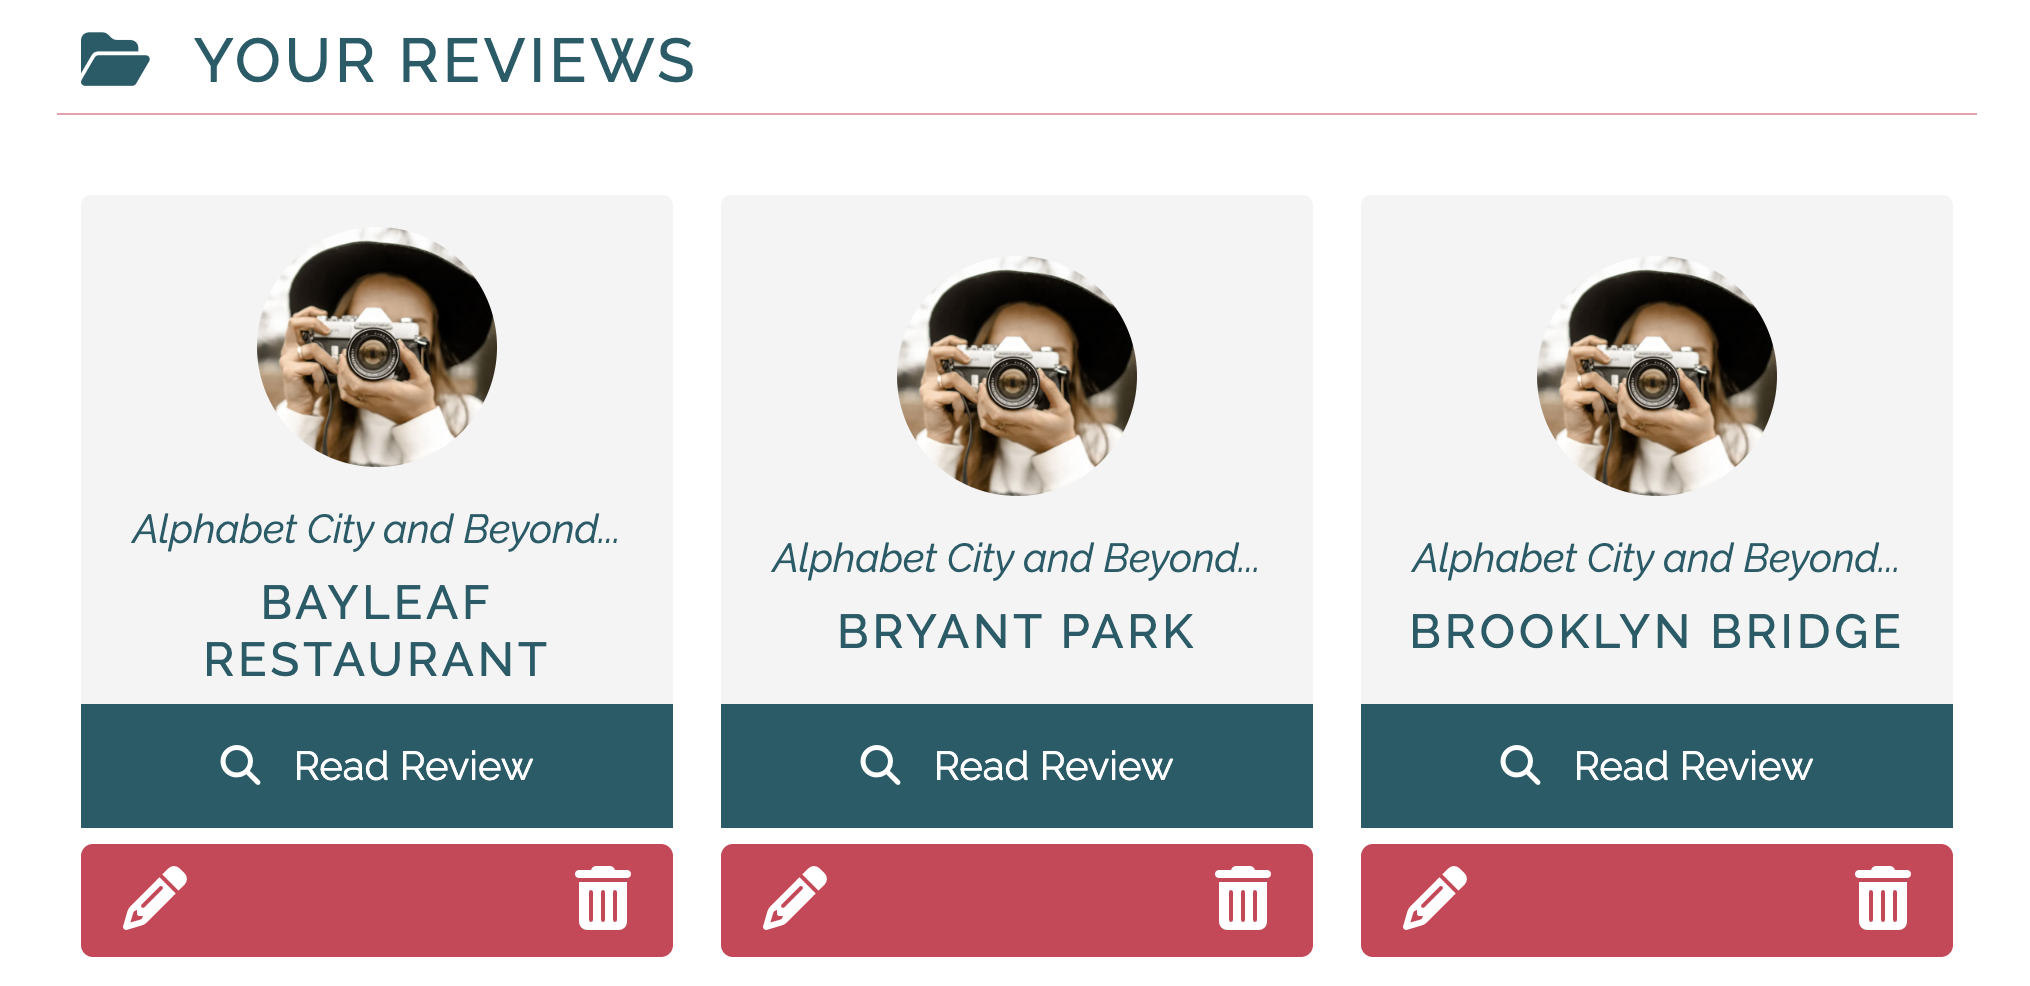 YOUR REVIEWS
Alphabet City and Beyond...
BAYLEAF
RESTAURANT
Read Review
Alphabet City and Beyond...
BRYANT PARK
Read Review
Alphabet City and Beyond...
BROOKLYN BRIDGE
Read Review